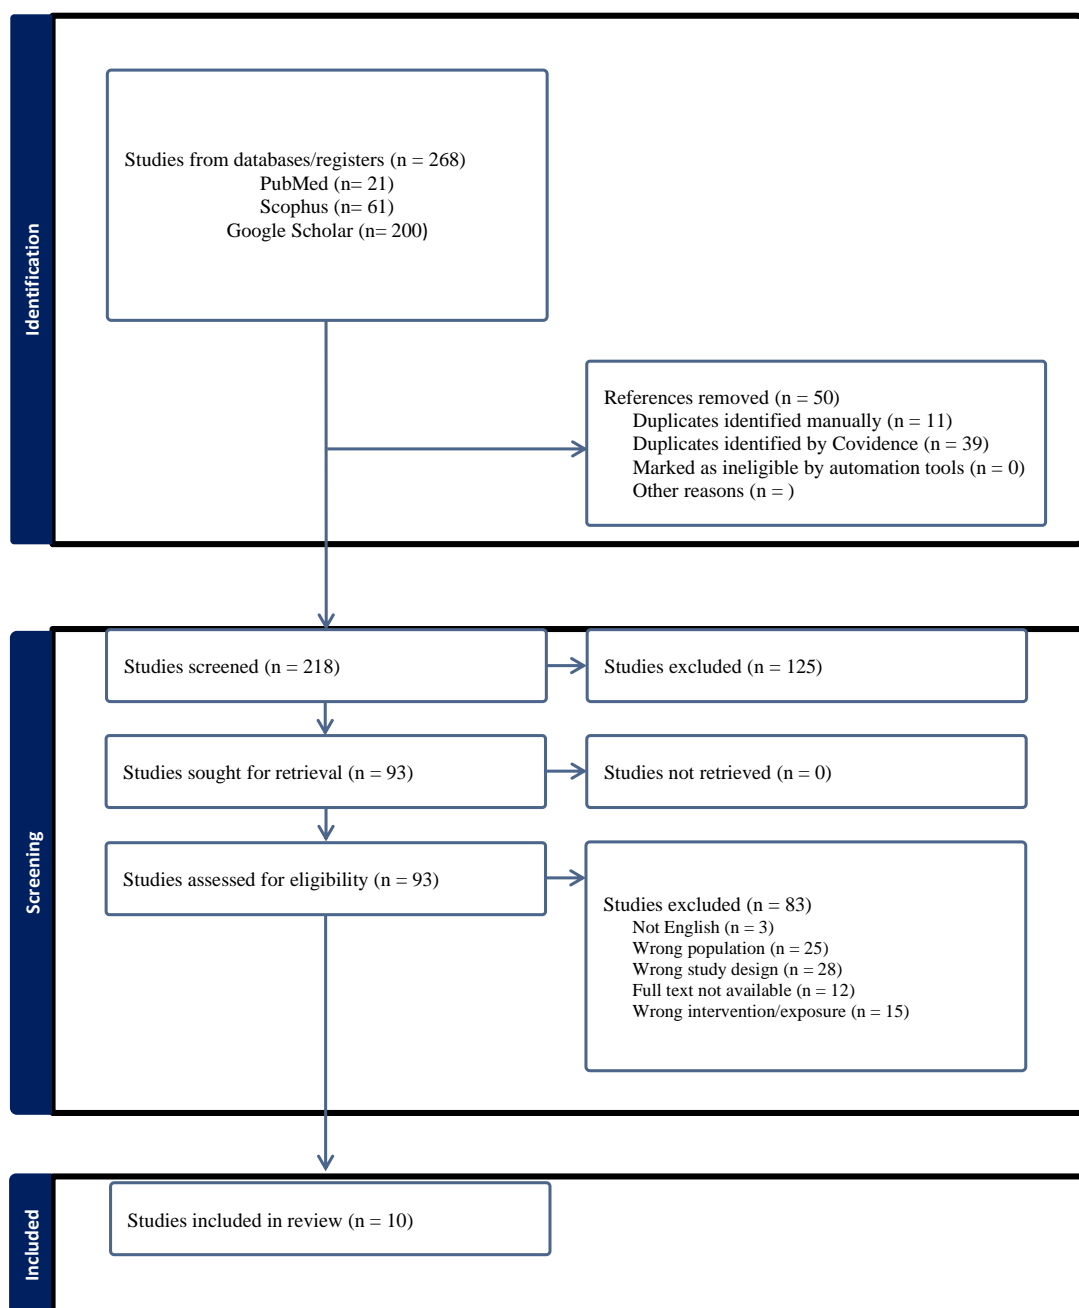 Identification
Studies from databases/registers (n = 268)
PubMed (n= 21)
Scophus (n= 61)
Google Scholar (n= 200)
References removed (n = 50)
Duplicates identified manually (n = 11)
Duplicates identified by Covidence (n = 39)
Marked as ineligible by automation tools (n = 0)
Other reasons (n = )
Screening
Studies screened (n = 218)
Studies excluded (n = 125)
Studies sought for retrieval (n = 93)
Studies not retrieved (n = 0)
Studies assessed for eligibility (n = 93)
Studies excluded (n = 83)
Not English (n = 3)
Wrong population (n = 25)
Wrong study design (n = 28)
Full text not available (n = 12)
Wrong intervention/exposure (n = 15)
Included
Studies included in review (n = 10)